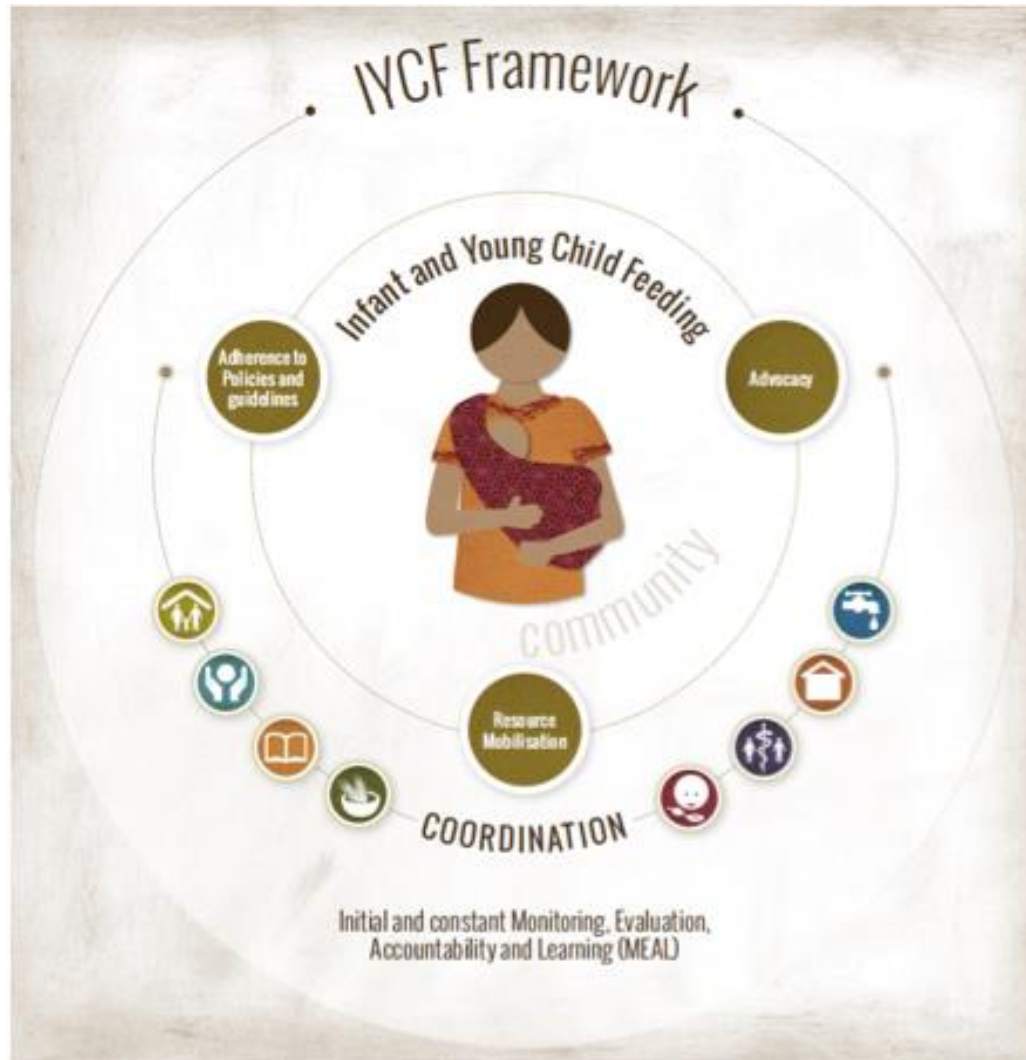 IYCF Framework
Infant and Young Child Feeding
Adherence to
Policies and
guidelines
Advocacy
community
Resource
Mobilisation
COORDINATION
Initial and constant Monitoring, Evaluation,
Accountability and Learning (MEAL)